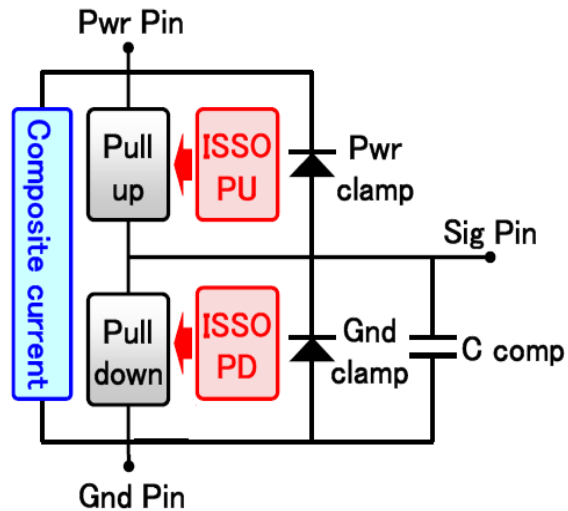 Pwr Pin
Composite current
Pull
up
ISSO
PU
Pwr
clamp
Sig Pin
Pull
down
ISSO
PD
Gnd
clamp
C comp
Gnd Pin